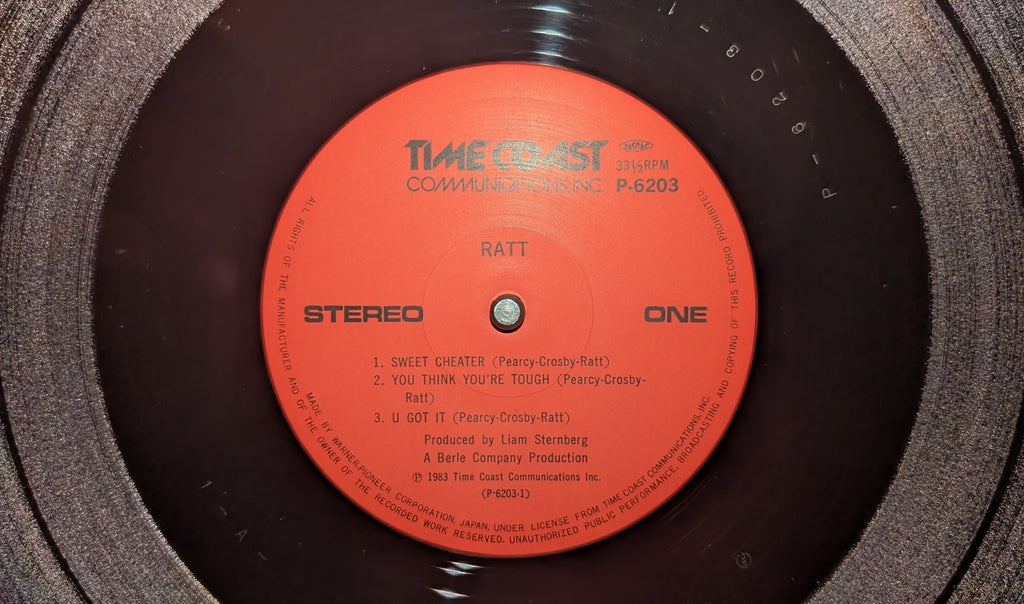 TIME COAST
COMMUNICATIONS, INC.
33⅓RPM
P-6203
RATT
STEREO
ONE
1. SWEET CHEATER (Pearcy-Crosby-Ratt)
2. YOU THINK YOU'RE TOUGH (Pearcy-Crosby-
Ratt)
3. U GOT IT (Pearcy-Crosby-Ratt)
Produced by Liam Sternberg
A Berle Company Production
Ⓟ 1983 Time Coast Communications Inc.
(P-6203-1)
MADE BY WARNER-PIONEER CORPORATION, JAPAN, UNDER LICENSE FROM TIME COAST COMMUNICATIONS, INC.
ALL RIGHTS OF THE MANUFACTURER AND OF THE OWNER OF THE RECORDED WORK RESERVED. UNAUTHORIZED PUBLIC PERFORMANCE, BROADCASTING AND COPYING OF THIS RECORD PROHIBITED.
P-6203-